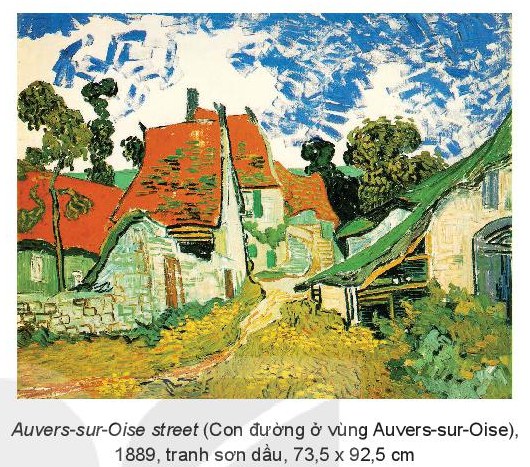 Auvers-sur-Oise street (Con đường ở vùng Auvers-sur-Oise),
1889, tranh sơn dầu, 73,5 x 92,5 cm